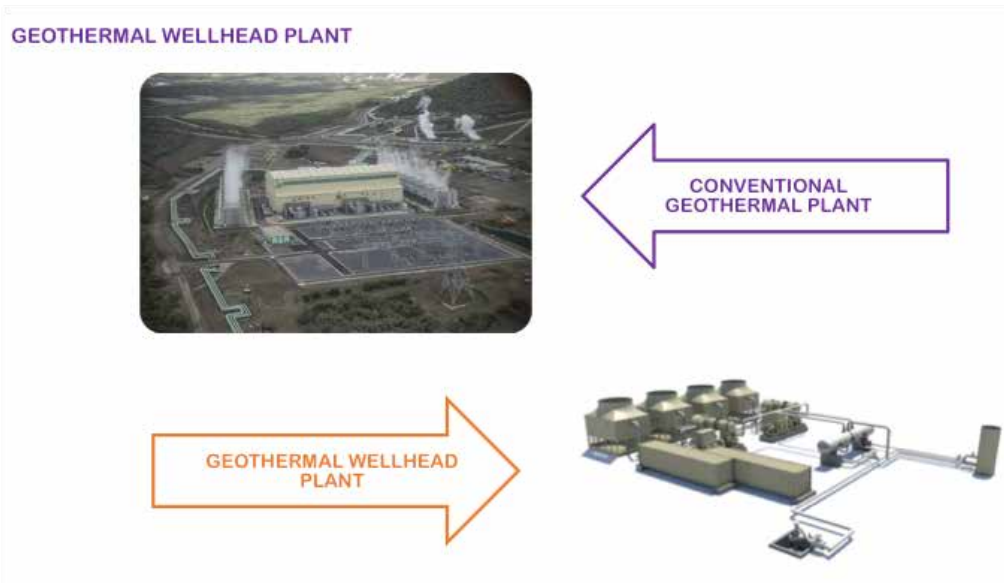 GEOTHERMAL WELLHEAD PLANT
CONVENTIONAL
GEOTHERMAL PLANT
GEOTHERMAL WELLHEAD
PLANT